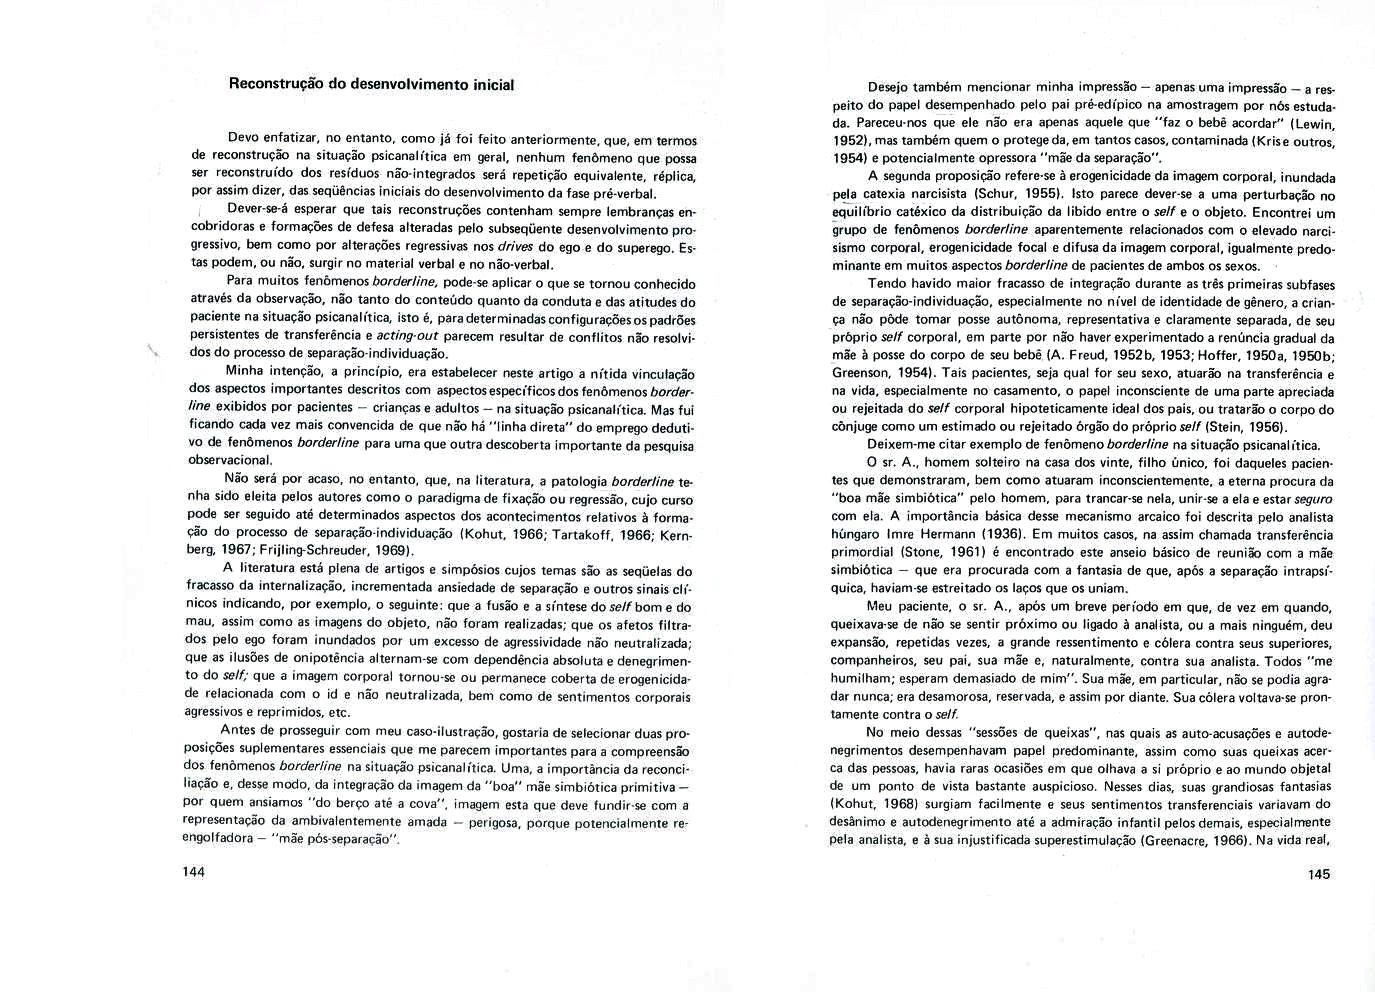 Reconstrução do desenvolvimento inicial
Devo enfatizar, no entanto, como já foi feito anteriormente, que, em termos
de reconstrução na situação psicanalítica em geral, nenhum fenômeno que possa
ser reconstruído dos resíduos não-integrados será repetição equivalente, réplica,
por assim dizer, das seqüências iniciais do desenvolvimento da fase pré-verbal.
Dever-se-á esperar que tais reconstruções contenham sempre lembranças en-
cobridoras e formações de defesa alteradas pelo subseqüente desenvolvimento pro-
gressivo, bem como por alterações regressivas nos drives do ego e do superego. Es-
tas podem, ou não, surgir no material verbal e no não-verbal.
Para muitos fenômenos borderline, pode-se aplicar o que se tornou conhecido
através da observação, não tanto do conteúdo quanto da conduta e das atitudes do
paciente na situação psicanalítica, isto é, para determinadas configurações os padrões
persistentes de transferência e acting-out parecem resultar de conflitos não resolvi-
dos do processo de separação-individuação.
Minha intenção, a princípio, era estabelecer neste artigo a nítida vinculação
dos aspectos importantes descritos com aspectos específicos dos fenômenos border-
line exibidos por pacientes — crianças e adultos — na situação psicanalítica. Mas fui
ficando cada vez mais convencida de que não há "linha direta" do emprego deduti-
vo de fenômenos borderline para uma que outra descoberta importante da pesquisa
observacional.
Não será por acaso, no entanto, que, na literatura, a patologia borderline te-
nha sido eleita pelos autores como o paradigma de fixação ou regressão, cujo curso
pode ser seguido até determinados aspectos dos acontecimentos relativos à forma-
ção do processo de separação-individuação (Kohut, 1966; Tartakoff, 1966; Kern-
berg, 1967; Frijling-Schreuder, 1969).
A literatura está plena de artigos e simpósios cujos temas são as seqüelas do
fracasso da internalização, incrementada ansiedade de separação e outros sinais clí-
nicos indicando, por exemplo, o seguinte: que a fusão e a síntese do self bom e do
mau, assim como as imagens do objeto, não foram realizadas; que os afetos filtra-
dos pelo ego foram inundados por um excesso de agressividade não neutralizada;
que as ilusões de onipotência alternam-se com dependência absoluta e denegrimen-
to do self; que a imagem corporal tornou-se ou permanece coberta de erogenicida-
de relacionada com o id e não neutralizada, bem como de sentimentos corporais
agressivos e reprimidos, etc.
Antes de prosseguir com meu caso-ilustração, gostaria de selecionar duas pro-
posições suplementares essenciais que me parecem importantes para a compreensão
dos fenômenos borderline na situação psicanalítica. Uma, a importância da reconci-
liação e, desse modo, da integração da imagem da "boa" mãe simbiótica primitiva —
por quem ansiamos "do berço até a cova", imagem esta que deve fundir-se com a
representação da ambivalentemente amada — perigosa, porque potencialmente re-
engolfadora — "mãe pós-separação".
144
Desejo também mencionar minha impressão — apenas uma impressão — a res-
peito do papel desempenhado pelo pai pré-edípico na amostragem por nós estuda-
da. Pareceu-nos que ele não era apenas aquele que "faz o bebê acordar" (Lewin,
1952), mas também quem o protege da, em tantos casos, contaminada (Kris e outros,
1954) e potencialmente opressora "mãe da separação".
A segunda proposição refere-se à erogenicidade da imagem corporal, inundada
pela catexia narcisista (Schur, 1955). Isto parece dever-se a uma perturbação no
equilíbrio catéxico da distribuição da libido entre o self e o objeto. Encontrei um
grupo de fenômenos borderline aparentemente relacionados com o elevado narci-
sismo corporal, erogenicidade focal e difusa da imagem corporal, igualmente predo-
minante em muitos aspectos borderline de pacientes de ambos os sexos.
Tendo havido maior fracasso de integração durante as três primeiras subfases
de separação-individuação, especialmente no nível de identidade de gênero, a crian-
ça não pôde tomar posse autônoma, representativa e claramente separada, de seu
próprio self corporal, em parte por não haver experimentado a renúncia gradual da
mãe à posse do corpo de seu bebê (A. Freud, 1952b, 1953; Hoffer, 1950a, 1950b;
Greenson, 1954). Tais pacientes, seja qual for seu sexo, atuarão na transferência e
na vida, especialmente no casamento, o papel inconsciente de uma parte apreciada
ou rejeitada do self corporal hipoteticamente ideal dos pais, ou tratarão o corpo do
cônjuge como um estimado ou rejeitado órgão do próprio self (Stein, 1956).
Deixem-me citar exemplo de fenômeno borderline na situação psicanalítica.
O sr. A., homem solteiro na casa dos vinte, filho único, foi daqueles pacien-
tes que demonstraram, bem como atuaram inconscientemente, a eterna procura da
"boa mãe simbiótica" pelo homem, para trancar-se nela, unir-se a ela e estar seguro
com ela. A importância básica desse mecanismo arcaico foi descrita pelo analista
húngaro Imre Hermann (1936). Em muitos casos, na assim chamada transferência
primordial (Stone, 1961) é encontrado este anseio básico de reunião com a mãe
simbiótica — que era procurada com a fantasia de que, após a separação intrapsí-
quica, haviam-se estreitado os laços que os uniam.
Meu paciente, o sr. A., após um breve período em que, de vez em quando,
queixava-se de não se sentir próximo ou ligado à analista, ou a mais ninguém, deu
expansão, repetidas vezes, a grande ressentimento e cólera contra seus superiores,
companheiros, seu pai, sua mãe e, naturalmente, contra sua analista. Todos "me
humilham; esperam demasiado de mim". Sua mãe, em particular, não se podia agra-
dar nunca; era desamorosa, reservada, e assim por diante. Sua cólera voltava-se pron-
tamente contra o self.
No meio dessas "sessões de queixas", nas quais as auto-acusações e autode-
negrimentos desempenhavam papel predominante, assim como suas queixas acer-
ca das pessoas, havia raras ocasiões em que olhava a si próprio e ao mundo objetal
de um ponto de vista bastante auspicioso. Nesses dias, suas grandiosas fantasias
(Kohut, 1968) surgiam facilmente e seus sentimentos transferenciais variavam do
desânimo e autodenegrimento até a admiração infantil pelos demais, especialmente
pela analista, e à sua injustificada superestimulação (Greenacre, 1966). Na vida real,
145